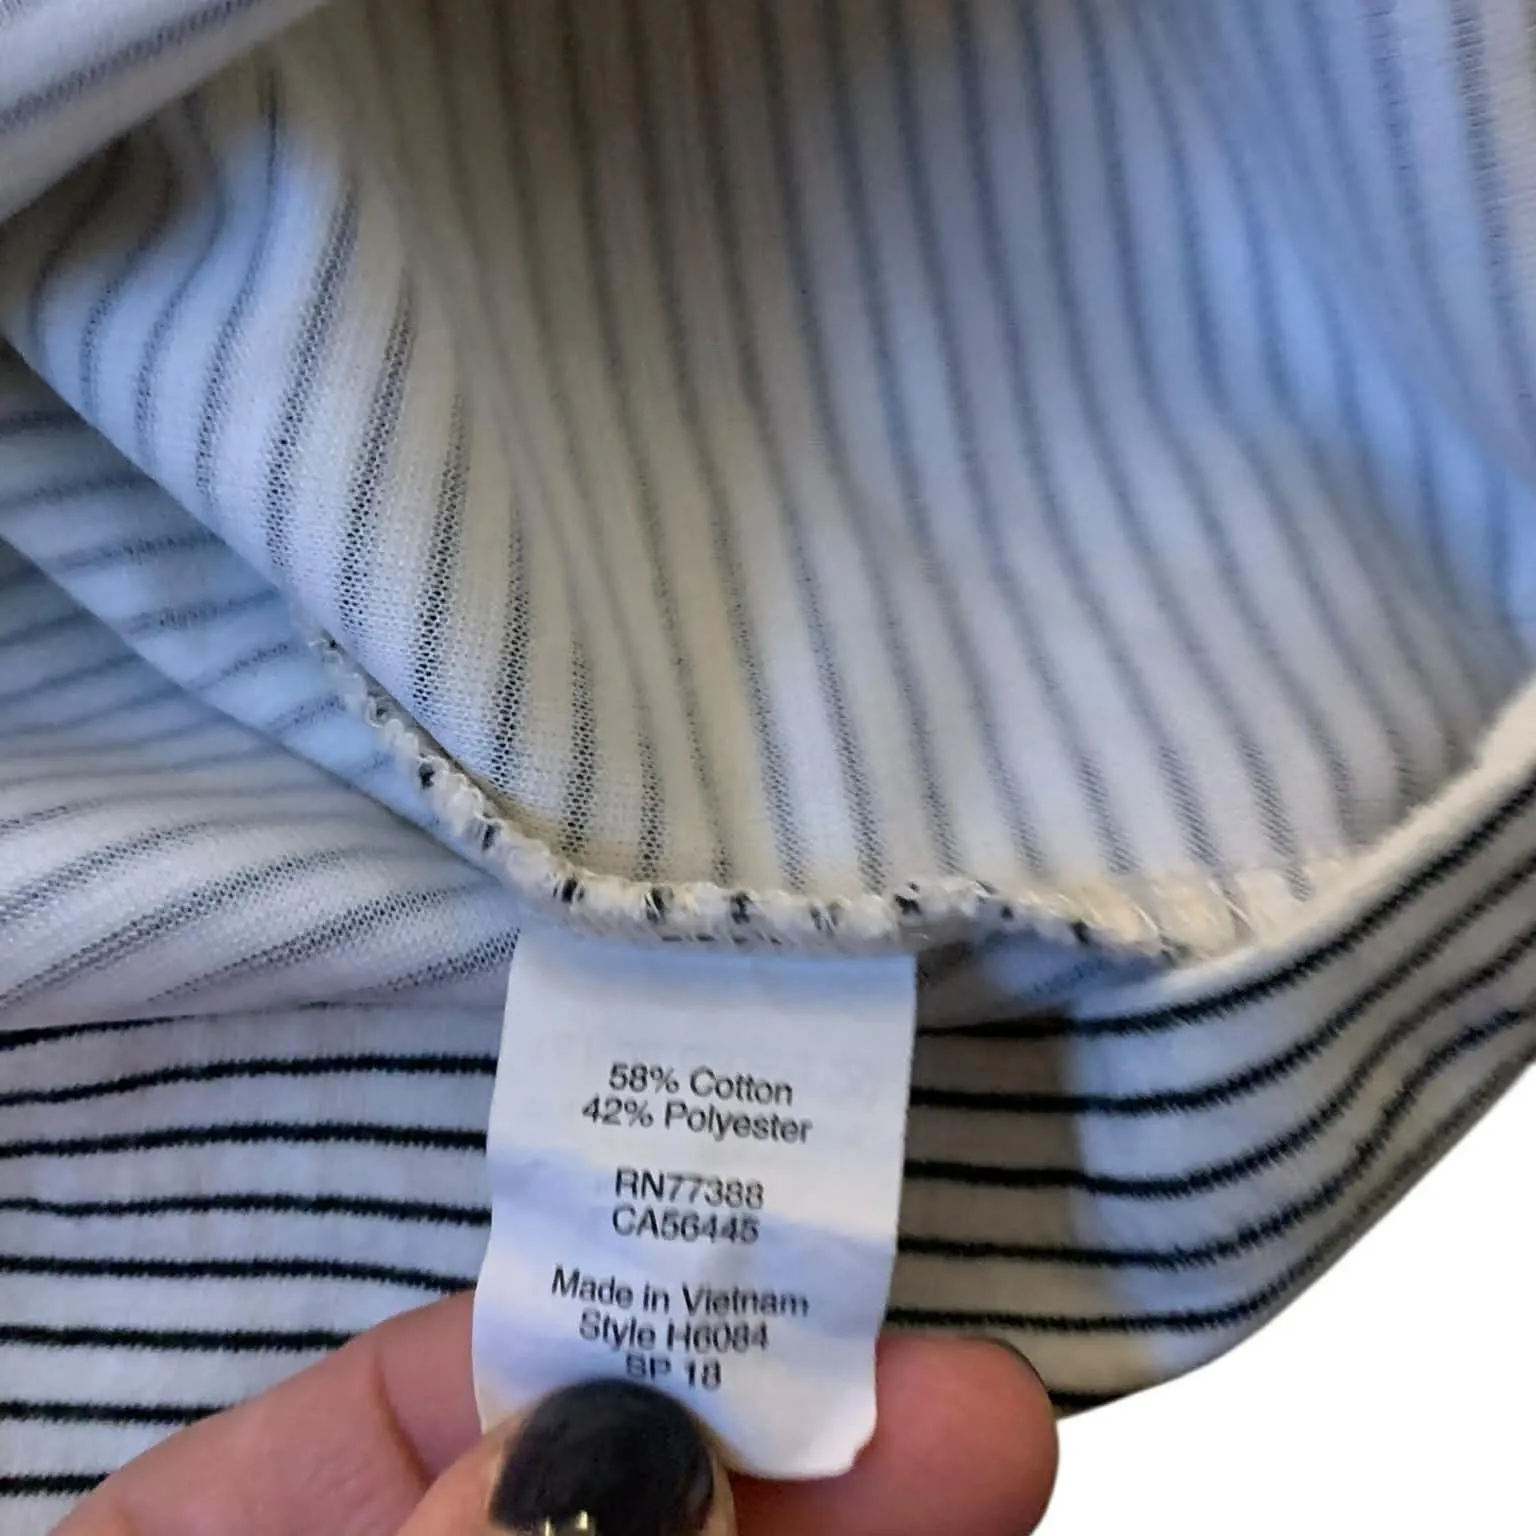 58% Cotton
42% Polyester
RN77388
CA56445
Made in Vietnam
Style H6084
SP 18